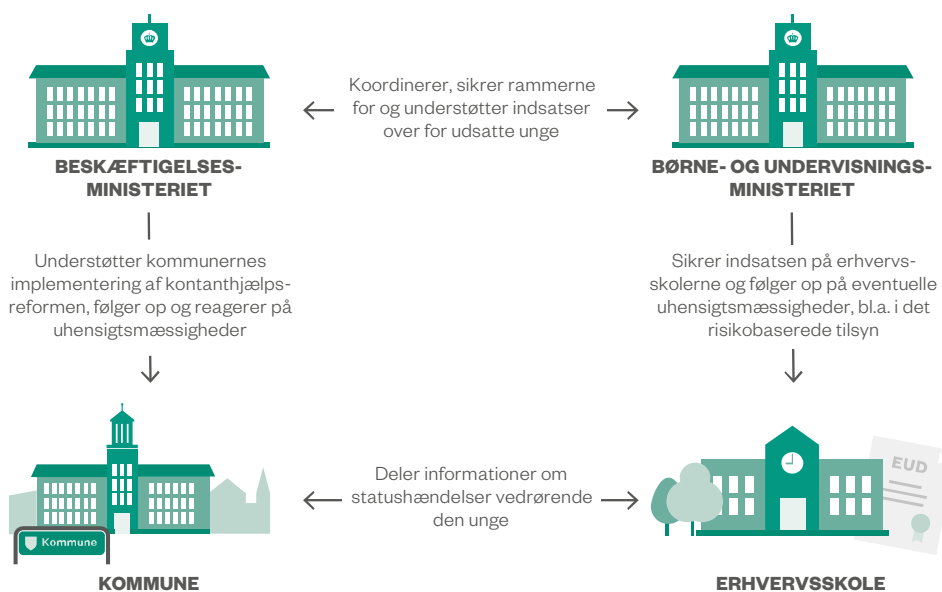 Koordinerer, sikrer rammerne
for og understøtter indsatser
over for udsatte unge
BESKÆFTIGELSES-
MINISTERIET
BØRNE- OG UNDERVISNINGS-
MINISTERIET
Understøtter kommunernes
implementering af kontanthjælps-
reformen, følger op og reagerer på
uhensigtsmæssigheder
Sikrer indsatsen på erhvervs-
skolerne og følger op på eventuelle
uhensigtsmæssigheder, bl.a. i det
risikobaserede tilsyn
Deler informationer om
statushændelser vedrørende
den unge
Kommune
EUD
KOMMUNE
ERHVERVSSKOLE